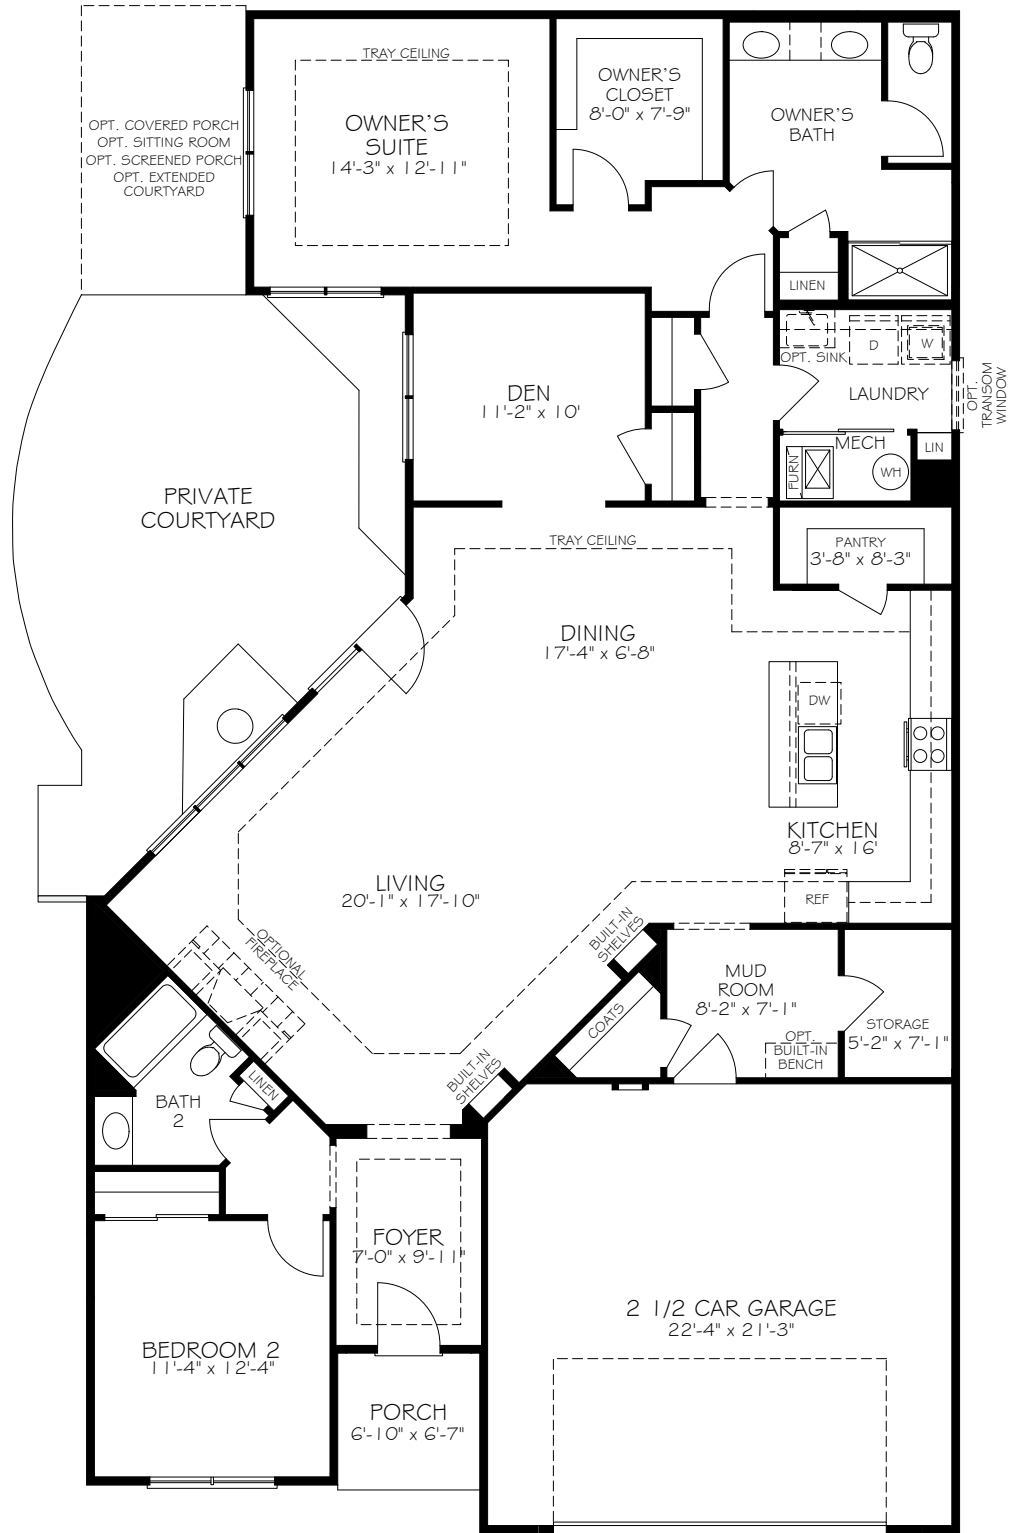 TRAY CEILING
OWNER'S
SUITE
14'-3" x 12'-11"
OWNER'S
CLOSET
8'-0" x 7'-9"
OWNER'S
BATH
OPT. COVERED PORCH
OPT. SITTING ROOM
OPT. SCREENED PORCH
OPT. EXTENDED
COURTYARD
LINEN
OPT. SINK
D
W
LAUNDRY
OPT.
TRANSOM
WINDOW
DEN
11'-2" x 10'
MECH
LIN
FURN
WH
PRIVATE
COURTYARD
TRAY CEILING
PANTRY
3'-8" x 8'-3"
DINING
17'-4" x 6'-8"
DW
KITCHEN
8'-7" x 16'
REF
LIVING
20'-1" x 17'-10"
OPTIONAL
FIREPLACE
BUILT-IN
SHELVES
MUD
ROOM
8'-2" x 7'-1"
COATS
STORAGE
5'-2" x 7'-1"
OPT.
BUILT-IN
BENCH
BUILT-IN
SHELVES
LINEN
BATH
2
FOYER
7'-0" x 9'-11"
2 1/2 CAR GARAGE
22'-4" x 21'-3"
BEDROOM 2
11'-4" x 12'-4"
PORCH
6'-10" x 6'-7"